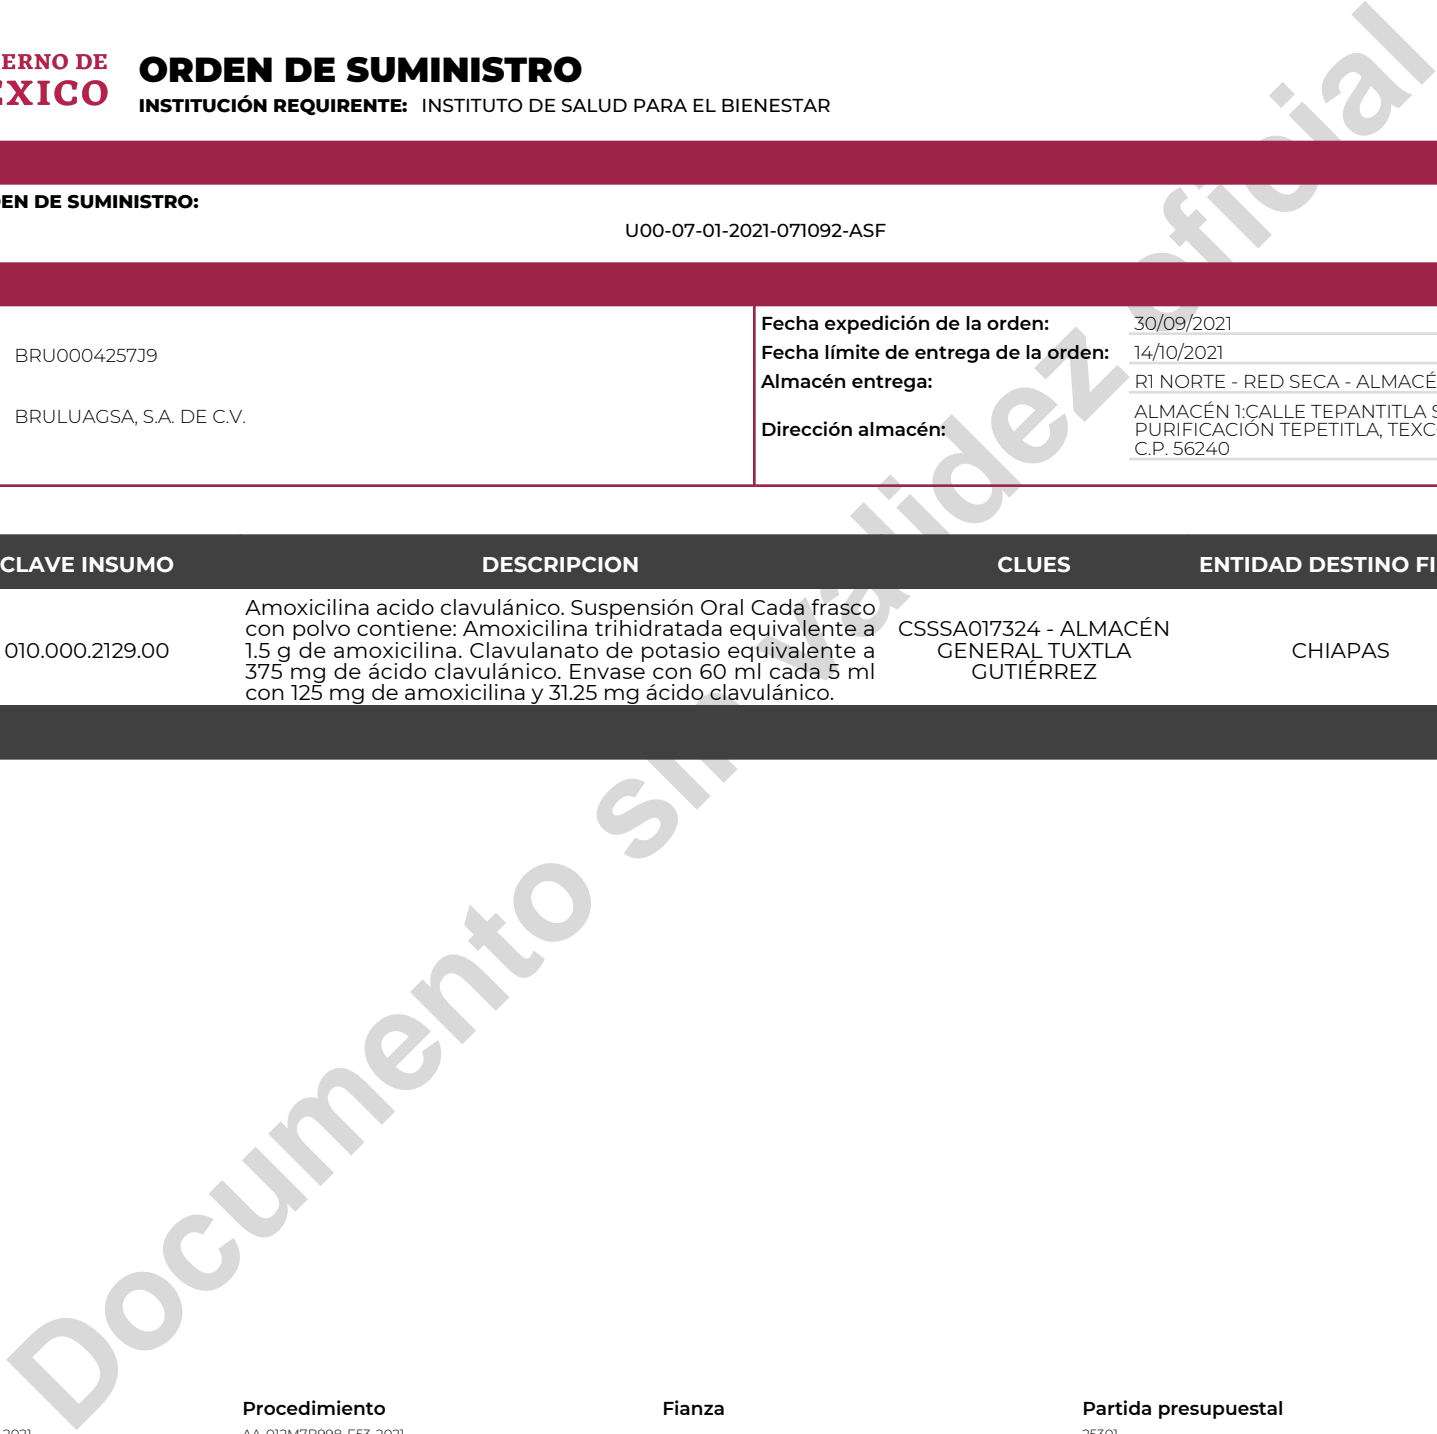 ERNO DE
ORDEN DE SUMINISTRO
EXICO
INSTITUCIÓN REQUIRENTE: INSTITUTO DE SALUD PARA EL BIENESTAR
EN DE SUMINISTRO:
U00-07-01-2021-071092-ASF
BRU0004257J9
BRULUAGSA, S.A. DE C.V.
Fecha expedición de la orden: 30/09/2021
Fecha límite de entrega de la orden: 14/10/2021
Almacén entrega: R1 NORTE - RED SECA - ALMACÉ
Dirección almacén:
ALMACÉN 1:CALLE TEPANTITLA S
PURIFICACIÓN TEPETITLA, TEXC
C.P. 56240
CLAVE INSUMO DESCRIPCION CLUES ENTIDAD DESTINO FI
010.000.2129.00
Amoxicilina acido clavulánico. Suspensión Oral Cada frasco
con polvo contiene: Amoxicilina trihidratada equivalente a
1.5 g de amoxicilina. Clavulanato de potasio equivalente a
375 mg de ácido clavulánico. Envase con 60 ml cada 5 ml
con 125 mg de amoxicilina y 31.25 mg ácido clavulánico.
CSSSA017324 - ALMACÉN
GENERAL TUXTLA
GUTIÉRREZ
CHIAPAS
Documento sin validez oficial
Procedimiento Fianza Partida presupuestal